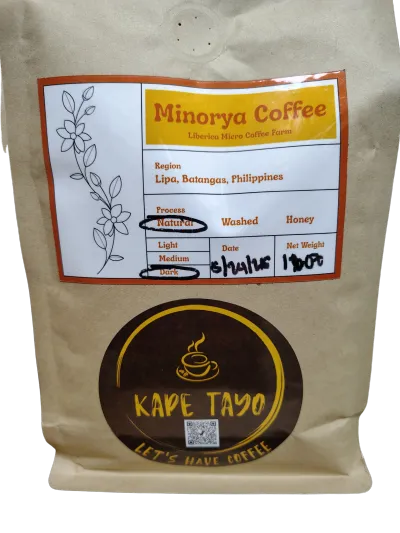 Minorya Coffee
Liberica Micro Coffee Farm
Region
Lipa, Batangas, Philippines
Process
Natural Washed Honey
Light Date Net Weight
Medium
Dark
KAPE TAYO
LET'S HAVE COFFEE